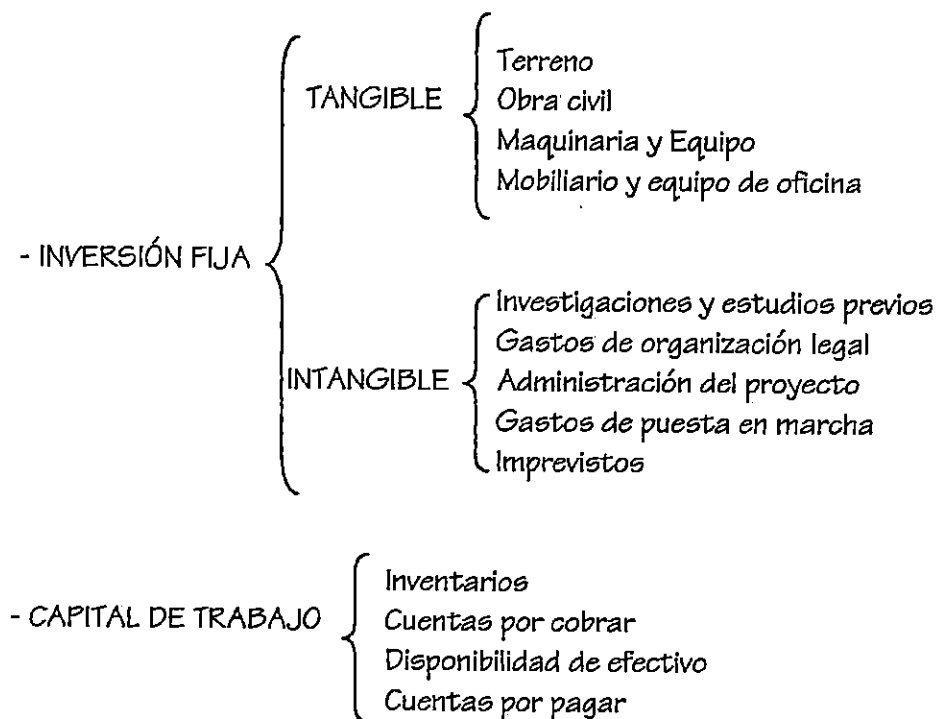 TANGIBLE
Terreno
Obra civil
Maquinaria y Equipo
Mobiliario y equipo de oficina
- INVERSIÓN FIJA
INTANGIBLE
Investigaciones y estudios previos
Gastos de organización legal
Administración del proyecto
Gastos de puesta en marcha
Imprevistos
- CAPITAL DE TRABAJO
Inventarios
Cuentas por cobrar
Disponibilidad de efectivo
Cuentas por pagar